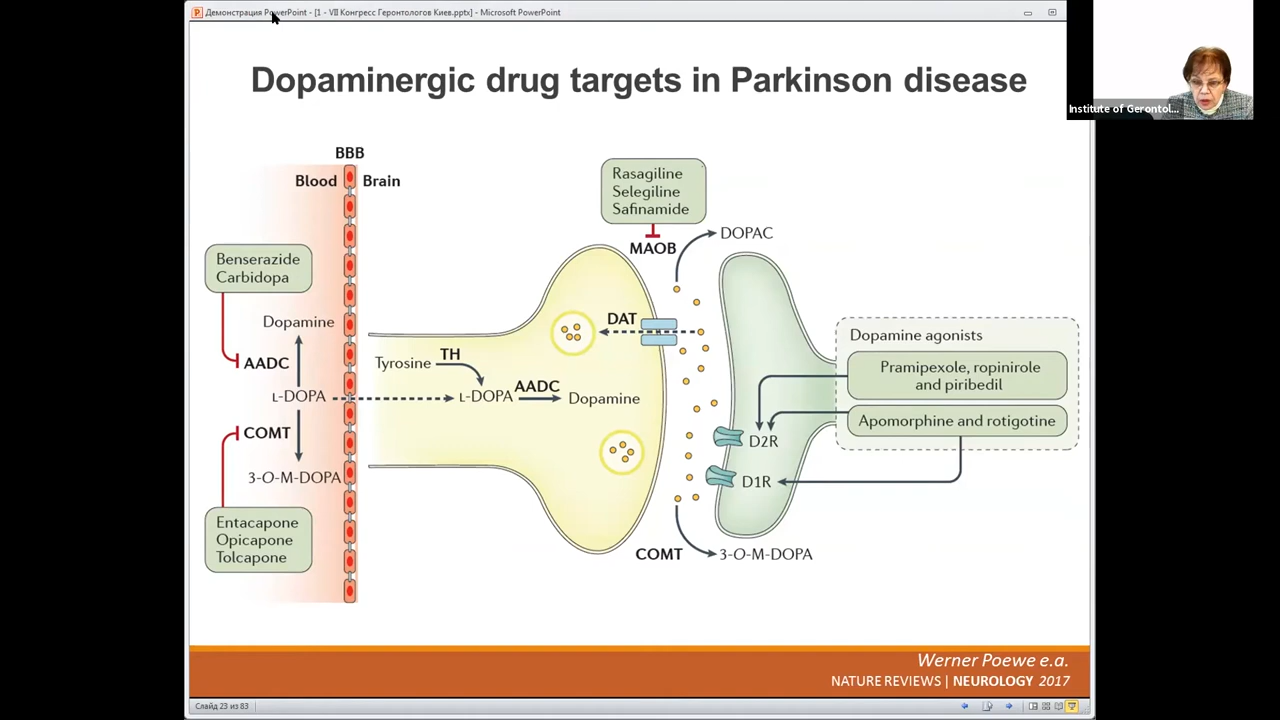 Демонстрация PowerPoint - [1 - VII Конгресс Геронтологов Киев.pptx] - Microsoft PowerPoint
Institute of Gerontol...
Dopaminergic drug targets in Parkinson disease
BBB
Blood Brain
Benserazide
Carbidopa
Dopamine
AADC
L-DOPA
COMT
3-O-M-DOPA
Entacapone
Opicapone
Tolcapone
Tyrosine
TH
L-DOPA
AADC
Dopamine
DAT
Rasagiline
Selegiline
Safinamide
MAOB
DOPAC
COMT
3-O-M-DOPA
D2R
D1R
Dopamine agonists
Pramipexole, ropinirole
and piribedil
Apomorphine and rotigotine
Werner Poewe e.a.
NATURE REVIEWS | NEUROLOGY 2017
Слайд 23 из 83